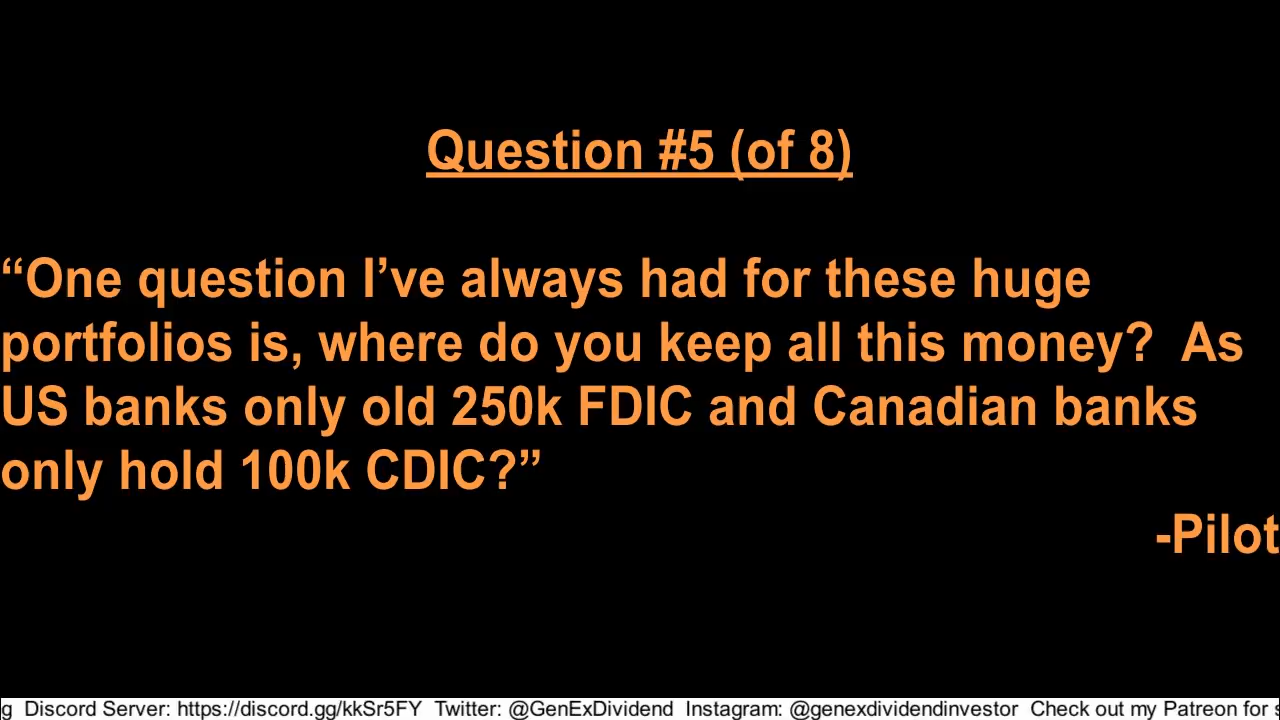 Question #5 (of 8)
“One question I’ve always had for these huge
portfolios is, where do you keep all this money?  As
US banks only old 250k FDIC and Canadian banks
only hold 100k CDIC?”
-Pilot
g  Discord Server: https://discord.gg/kkSr5FY  Twitter: @GenExDividend  Instagram: @genexdividendinvestor  Check out my Patreon for s